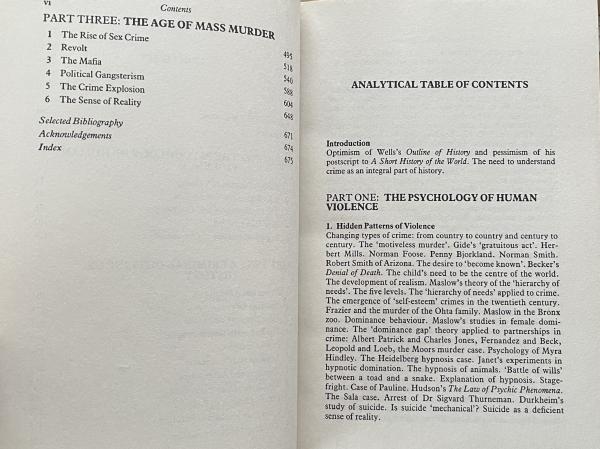 VI
Contents
PART THREE: THE AGE OF MASS MURDER
1 The Rise of Sex Crime 495
2 Revolt 518
3 The Mafia 540
4 Political Gangsterism 588
5 The Crime Explosion 604
6 The Sense of Reality 648
Selected Bibliography 671
Acknowledgements 674
Index 675
ANALYTICAL TABLE OF CONTENTS
Introduction
Optimism of Wells's Outline of History and pessimism of his
postscript to A Short History of the World. The need to understand
crime as an integral part of history.
PART ONE: THE PSYCHOLOGY OF HUMAN
VIOLENCE
1. Hidden Patterns of Violence
Changing types of crime: from country to country and century to
century. The 'motiveless murder'. Gide's 'gratuitous act'. Her-
bert Mills. Norman Foose. Penny Bjorkland. Norman Smith.
Robert Smith of Arizona. The desire to 'become known'. Becker's
Denial of Death. The child's need to be the centre of the world.
The development of realism. Maslow's theory of the 'hierarchy of
needs'. The five levels. The 'hierarchy of needs' applied to crime.
The emergence of 'self-esteem' crimes in the twentieth century.
Frazier and the murder of the Ohta family. Maslow in the Bronx
zoo. Dominance behaviour. Maslow's studies in female domi-
nance. The 'dominance gap' theory applied to partnerships in
crime: Albert Patrick and Charles Jones, Fernandez and Beck,
Leopold and Loeb, the Moors murder case. Psychology of Myra
Hindley. The Heidelberg hypnosis case. Janet's experiments in
hypnotic domination. The hypnosis of animals. 'Battle of wills'
between a toad and a snake. Explanation of hypnosis. Stage-
fright. Case of Pauline. Hudson's The Law of Psychic Phenomena.
The Sala case. Arrest of Dr Sigvard Thurneman. Durkheim's
study of suicide. Is suicide 'mechanical'? Suicide as a deficient
sense of reality.